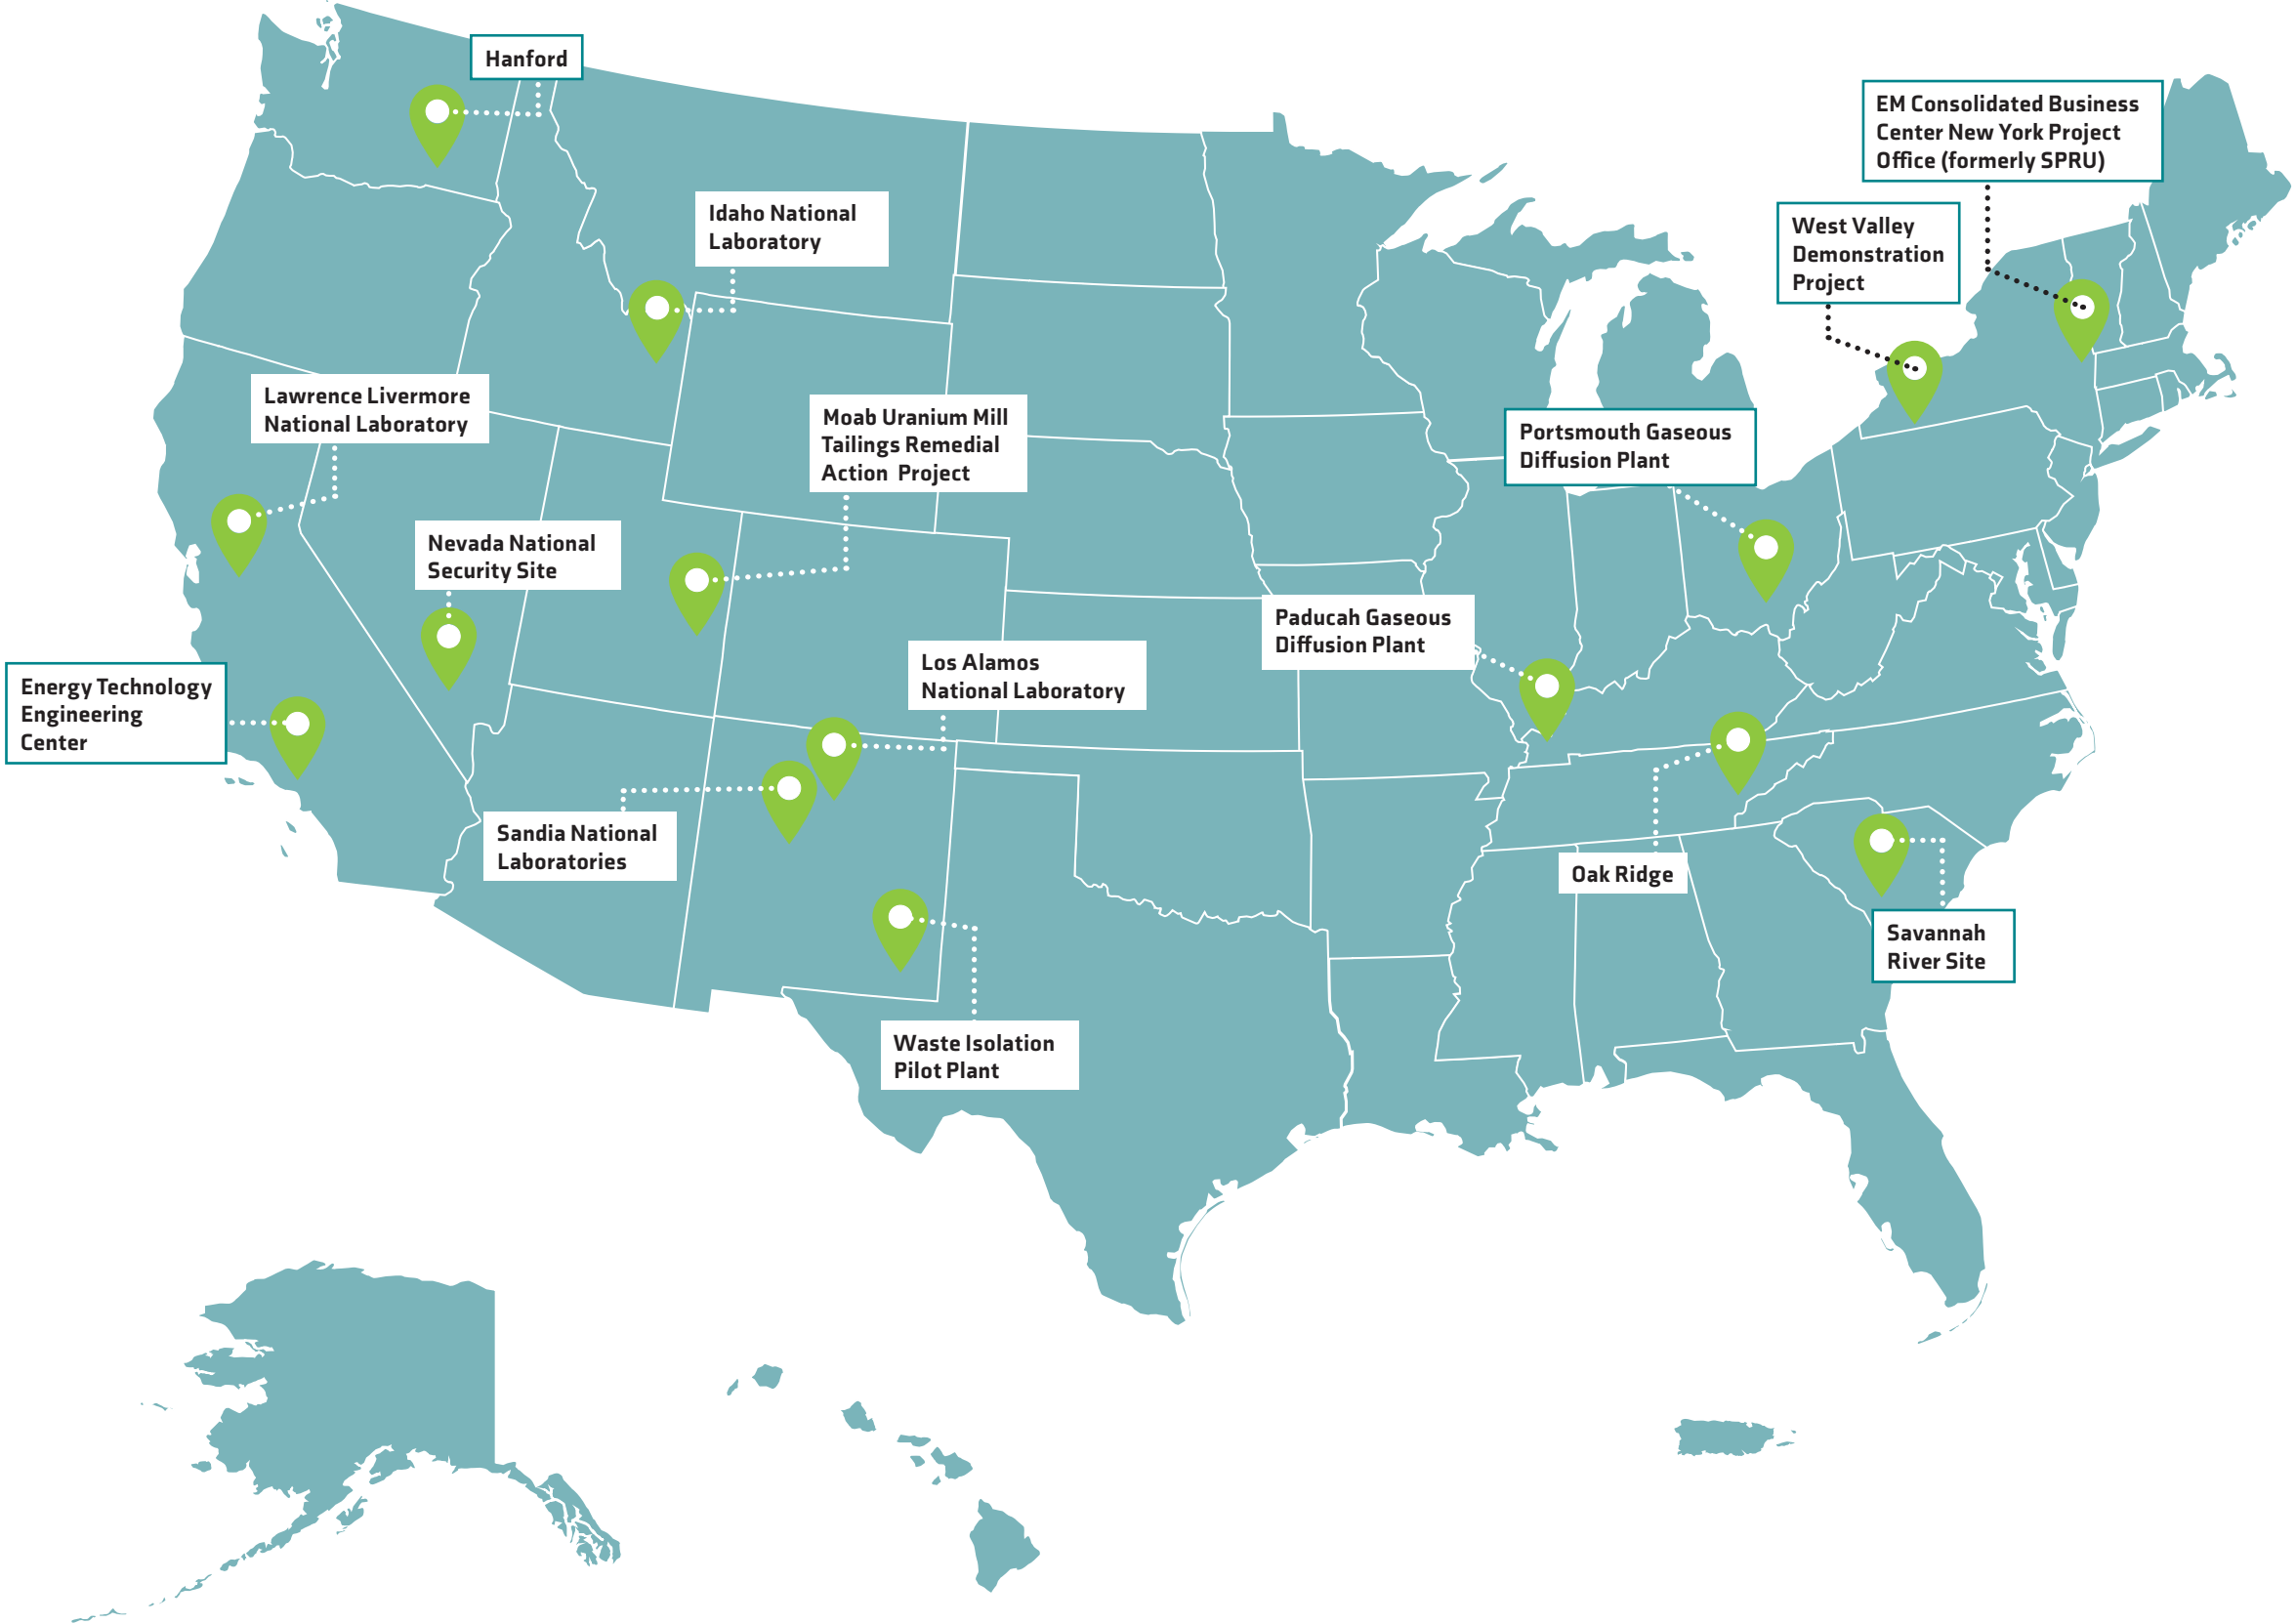 Hanford
EM Consolidated Business
Center New York Project
Office (formerly SPRU)
Idaho National
Laboratory
West Valley
Demonstration
Project
Lawrence Livermore
National Laboratory
Moab Uranium Mill
Tailings Remedial
Action Project
Portsmouth Gaseous
Diffusion Plant
Nevada National
Security Site
Paducah Gaseous
Diffusion Plant
Los Alamos
National Laboratory
Energy Technology
Engineering
Center
Sandia National
Laboratories
Oak Ridge
Savannah
River Site
Waste Isolation
Pilot Plant